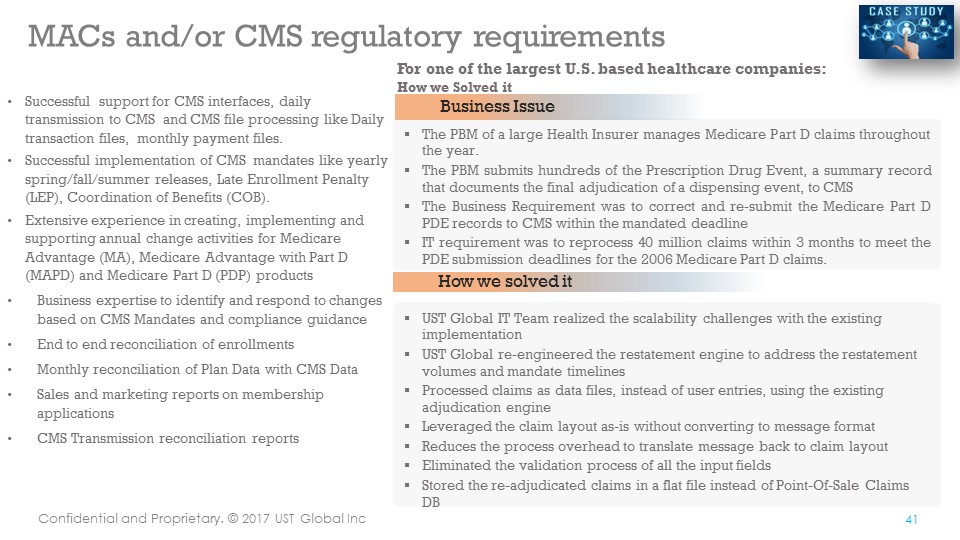 MACs and/or CMS regulatory requirements
CASE STUDY
• Successful support for CMS interfaces, daily
transmission to CMS and CMS file processing like Daily
transaction files, monthly payment files.
• Successful implementation of CMS mandates like yearly
spring/fall/summer releases, Late Enrollment Penalty
(LEP), Coordination of Benefits (COB).
• Extensive experience in creating, implementing and
supporting annual change activities for Medicare
Advantage (MA), Medicare Advantage with Part D
(MAPD) and Medicare Part D (PDP) products
• Business expertise to identify and respond to changes
based on CMS Mandates and compliance guidance
• End to end reconciliation of enrollments
• Monthly reconciliation of Plan Data with CMS Data
• Sales and marketing reports on membership
applications
• CMS Transmission reconciliation reports
For one of the largest U.S. based healthcare companies:
How we Solved it
Business Issue
▪ The PBM of a large Health Insurer manages Medicare Part D claims throughout
the year.
▪ The PBM submits hundreds of the Prescription Drug Event, a summary record
that documents the final adjudication of a dispensing event, to CMS
▪ The Business Requirement was to correct and re-submit the Medicare Part D
PDE records to CMS within the mandated deadline
▪ IT requirement was to reprocess 40 million claims within 3 months to meet the
PDE submission deadlines for the 2006 Medicare Part D claims.
How we solved it
▪ UST Global IT Team realized the scalability challenges with the existing
implementation
▪ UST Global re-engineered the restatement engine to address the restatement
volumes and mandate timelines
▪ Processed claims as data files, instead of user entries, using the existing
adjudication engine
▪ Leveraged the claim layout as-is without converting to message format
▪ Reduces the process overhead to translate message back to claim layout
▪ Eliminated the validation process of all the input fields
▪ Stored the re-adjudicated claims in a flat file instead of Point-Of-Sale Claims
DB
Confidential and Proprietary. © 2017 UST Global Inc
41